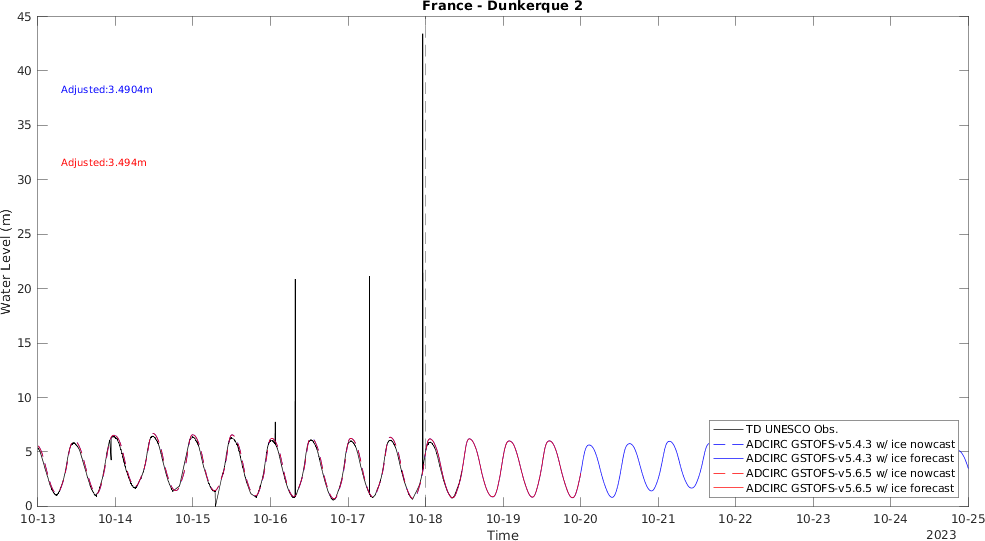 France - Dunkerque 2
45
40
35
30
25
20
15
10
5
0
Water Level (m)
Adjusted:3.4904m
Adjusted:3.494m
TD UNESCO Obs.
ADCIRC GSTOFS-v5.4.3 w/ ice nowcast
ADCIRC GSTOFS-v5.4.3 w/ ice forecast
ADCIRC GSTOFS-v5.6.5 w/ ice nowcast
ADCIRC GSTOFS-v5.6.5 w/ ice forecast
10-13 10-14 10-15 10-16 10-17 10-18 10-19 10-20 10-21 10-22 10-23 10-24 10-25
Time
2023